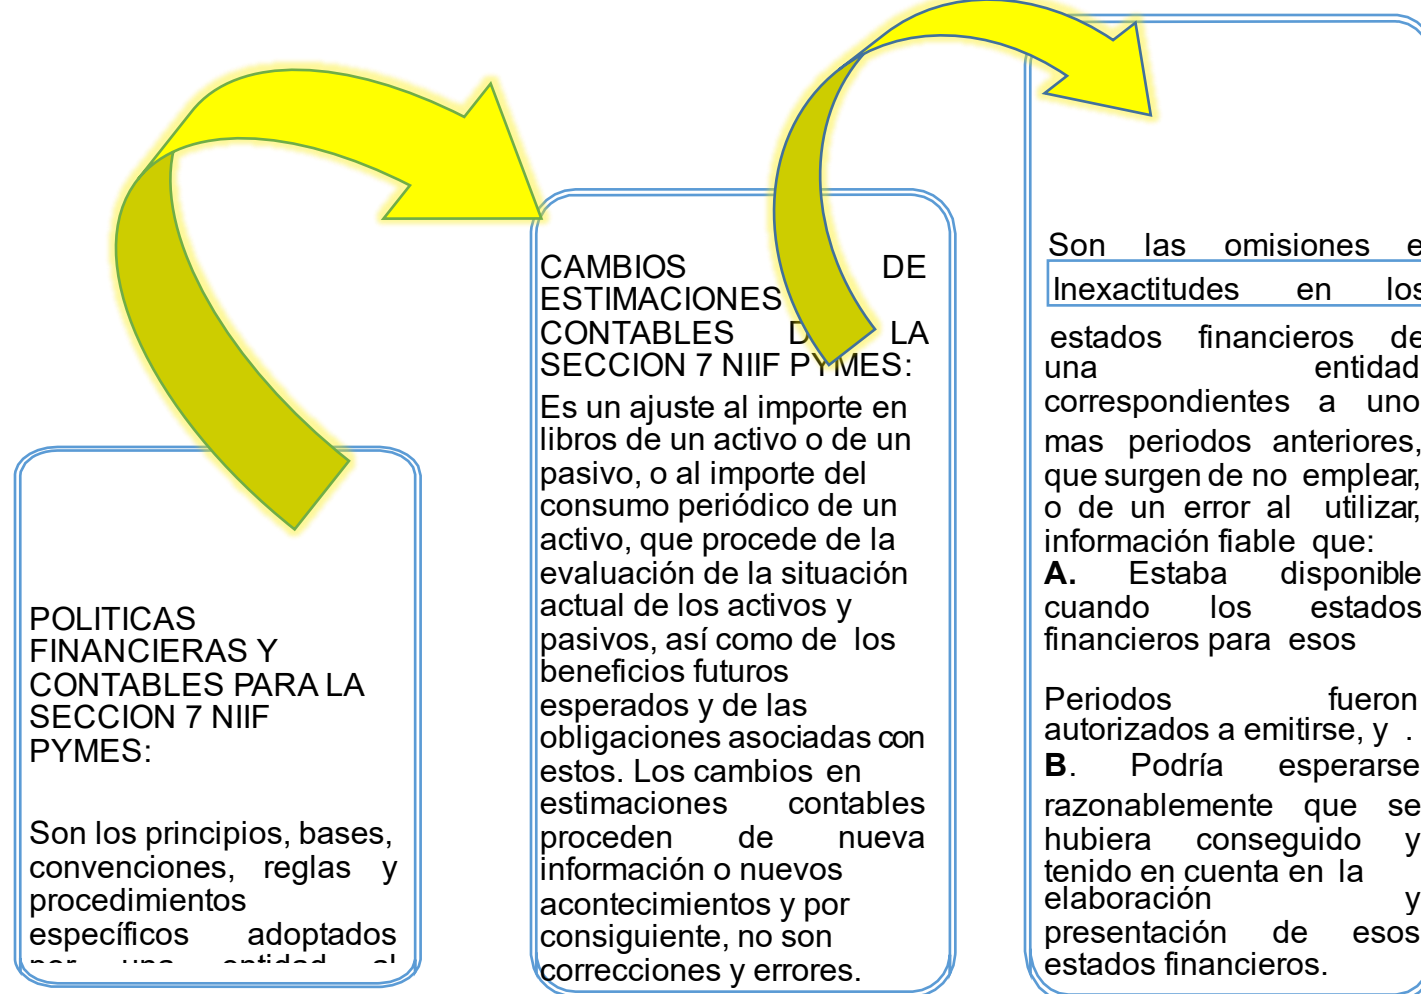 POLITICAS
FINANCIERAS Y
CONTABLES PARA LA
SECCION 7 NIIF
PYMES:
Son los principios, bases,
convenciones, reglas y
procedimientos
específicos adoptados
por una entidad al
CAMBIOS DE
ESTIMACIONES
CONTABLES LA
SECCION 7 NIIF PYMES:
Es un ajuste al importe en
libros de un activo o de un
pasivo, o al importe del
consumo periódico de un
activo, que procede de la
evaluación de la situación
actual de los activos y
pasivos, así como de los
beneficios futuros
esperados y de las
obligaciones asociadas con
estos. Los cambios en
estimaciones contables
proceden de nueva
información o nuevos
acontecimientos y por
consiguiente, no son
correcciones y errores.
Son las omisiones e
Inexactitudes en los
estados financieros de
una entidad
correspondientes a uno
mas periodos anteriores,
que surgen de no emplear,
o de un error al utilizar,
información fiable que:
A. Estaba disponible
cuando los estados
financieros para esos
Periodos fueron
autorizados a emitirse, y .
B. Podría esperarse
razonablemente que se
hubiera conseguido y
tenido en cuenta en la
elaboración y
presentación de esos
estados financieros.